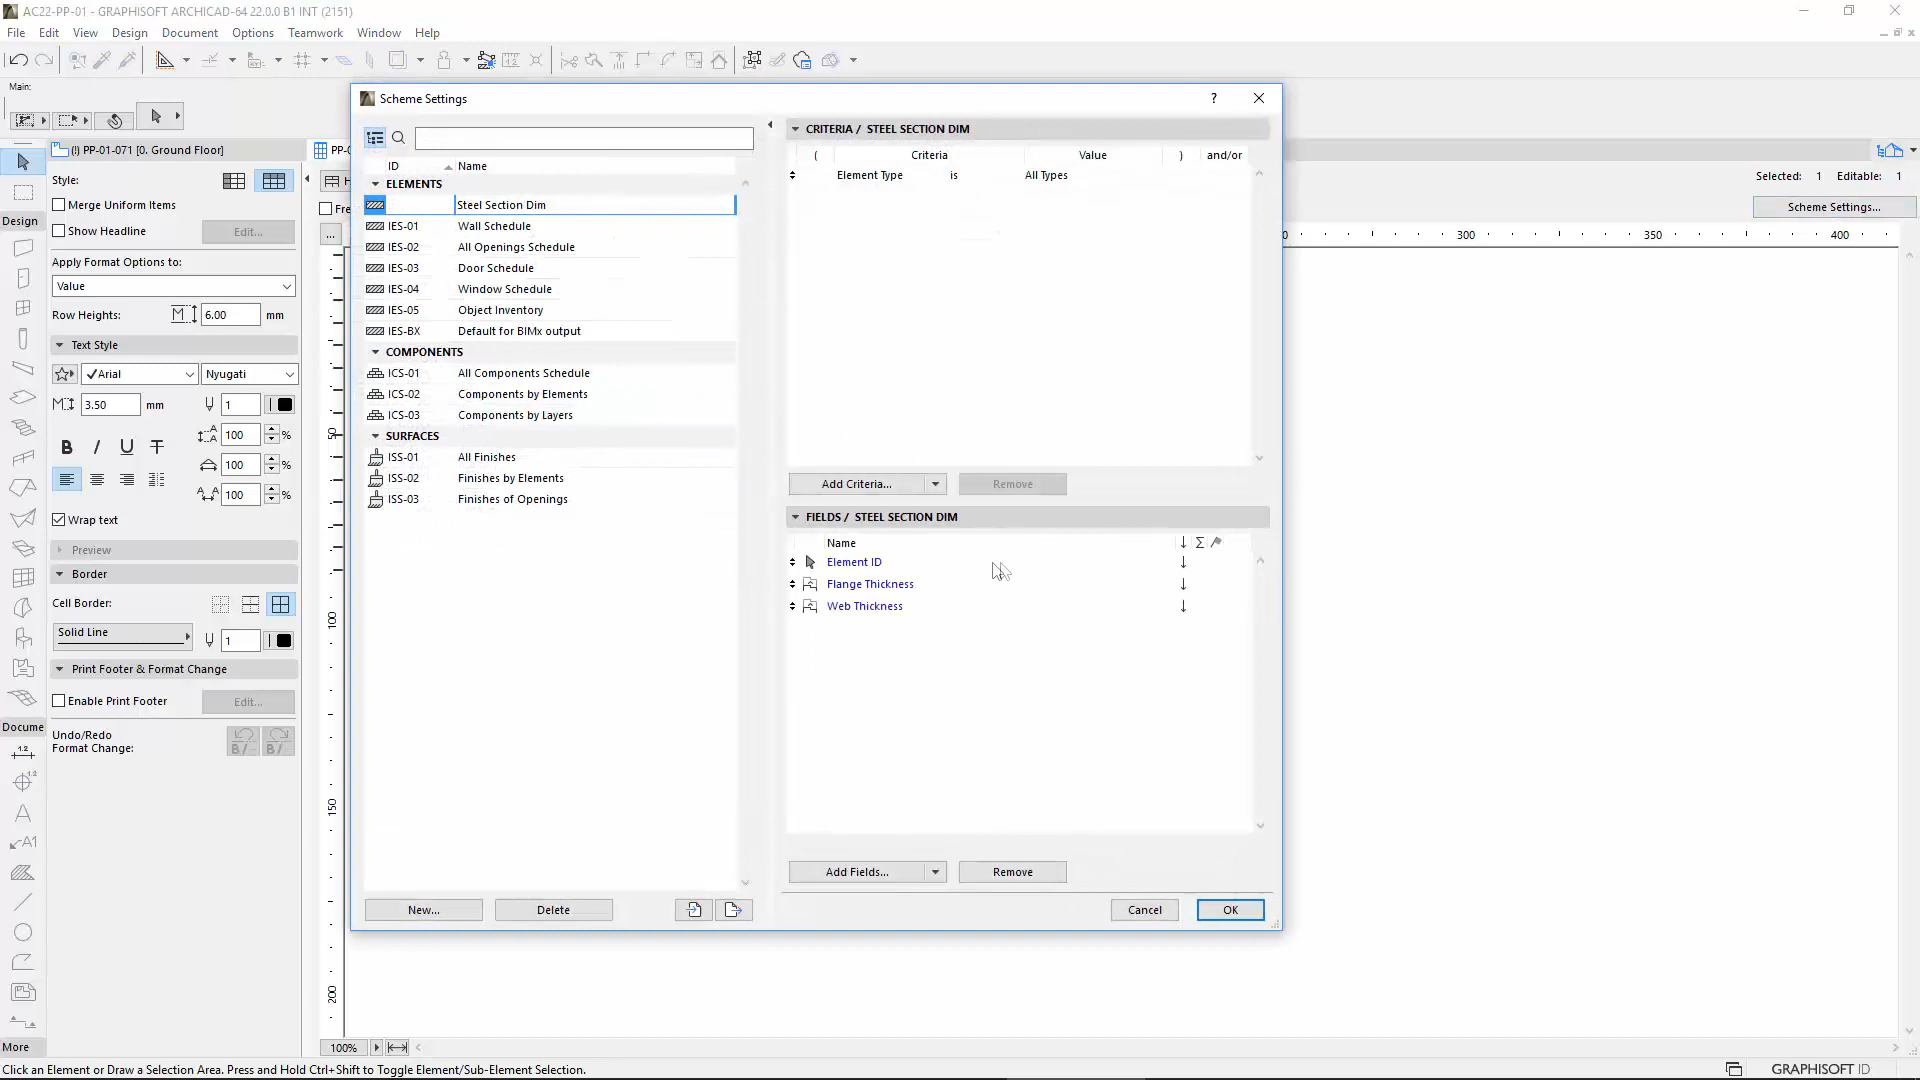 AC22-PP-01 - GRAPHISOFT ARCHICAD-64 22.0.0 B1 INT (2151)
File Edit View Design Document Options Teamwork Window Help
Main:
(!) PP-01-071 [0. Ground Floor]
PP-0
Style:
Merge Uniform Items
Show Headline
Edit...
Apply Format Options to:
Value
Row Heights:
6.00
mm
Text Style
Arial
Nyugati
3.50
mm
1
100
%
100
%
100
%
B I U T
Wrap text
Preview
Border
Cell Border:
Solid Line
1
Print Footer & Format Change
Enable Print Footer
Edit...
Undo/Redo
Format Change:
Design
Docume
More
Scheme Settings
?
ID Name
ELEMENTS
Steel Section Dim
IES-01 Wall Schedule
IES-02 All Openings Schedule
IES-03 Door Schedule
IES-04 Window Schedule
IES-05 Object Inventory
IES-BX Default for BIMx output
COMPONENTS
ICS-01 All Components Schedule
ICS-02 Components by Elements
ICS-03 Components by Layers
SURFACES
ISS-01 All Finishes
ISS-02 Finishes by Elements
ISS-03 Finishes of Openings
New...
Delete
CRITERIA / STEEL SECTION DIM
( Criteria Value ) and/or
Element Type is All Types
Add Criteria...
Remove
FIELDS / STEEL SECTION DIM
Name
Σ
Element ID
Flange Thickness
Web Thickness
Add Fields...
Remove
Cancel
OK
Selected: 1 Editable: 1
Scheme Settings...
300 350 400
50
100
150
200
100%
Click an Element or Draw a Selection Area. Press and Hold Ctrl+Shift to Toggle Element/Sub-Element Selection.
GRAPHISOFT ID